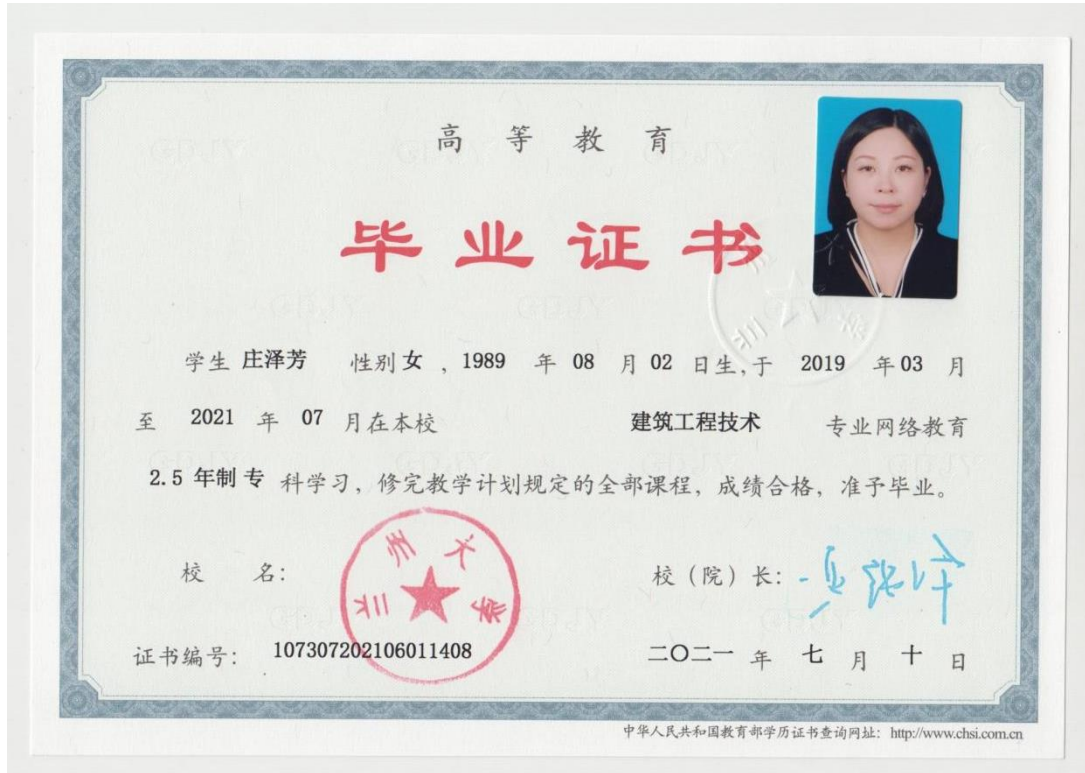 高等教育
毕业证书
学生 庄泽芳 性别 女 ，1989 年 08 月 02 日生，于 2019 年 03 月
至 2021 年 07 月在本校 建筑工程技术 专业网络教育
2.5 年制 专 科学习，修完教学计划规定的全部课程，成绩合格，准予毕业。
校 名： 校（院）长：
证书编号： 107307202106011408 二〇二一 年 七 月 十 日
中华人民共和国教育部学历证书查询网址： http://www.chsi.com.cn